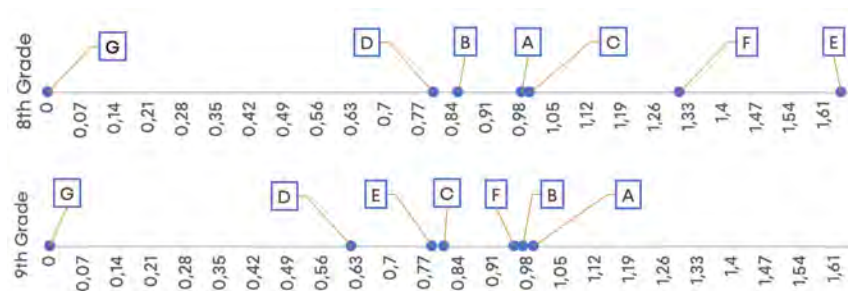 G D B A C F E
8th Grade
0 0,07 0,14 0,21 0,28 0,35 0,42 0,49 0,56 0,63 0,7 0,77 0,84 0,91 0,98 1,05 1,12 1,19 1,26 1,33 1,4 1,47 1,54 1,61
G D E C F B A
9th Grade
0 0,07 0,14 0,21 0,28 0,35 0,42 0,49 0,56 0,63 0,7 0,77 0,84 0,91 0,98 1,05 1,12 1,19 1,26 1,33 1,4 1,47 1,54 1,61